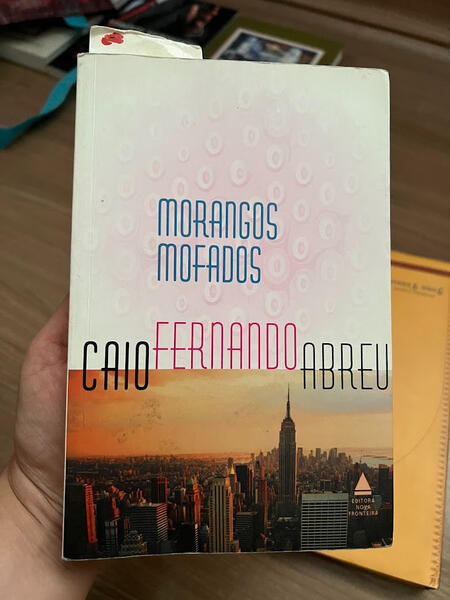 MORANGOS
MOFADOS
CAIO FERNANDO ABREU
EDITORA
NOVA
FRONTEIRA